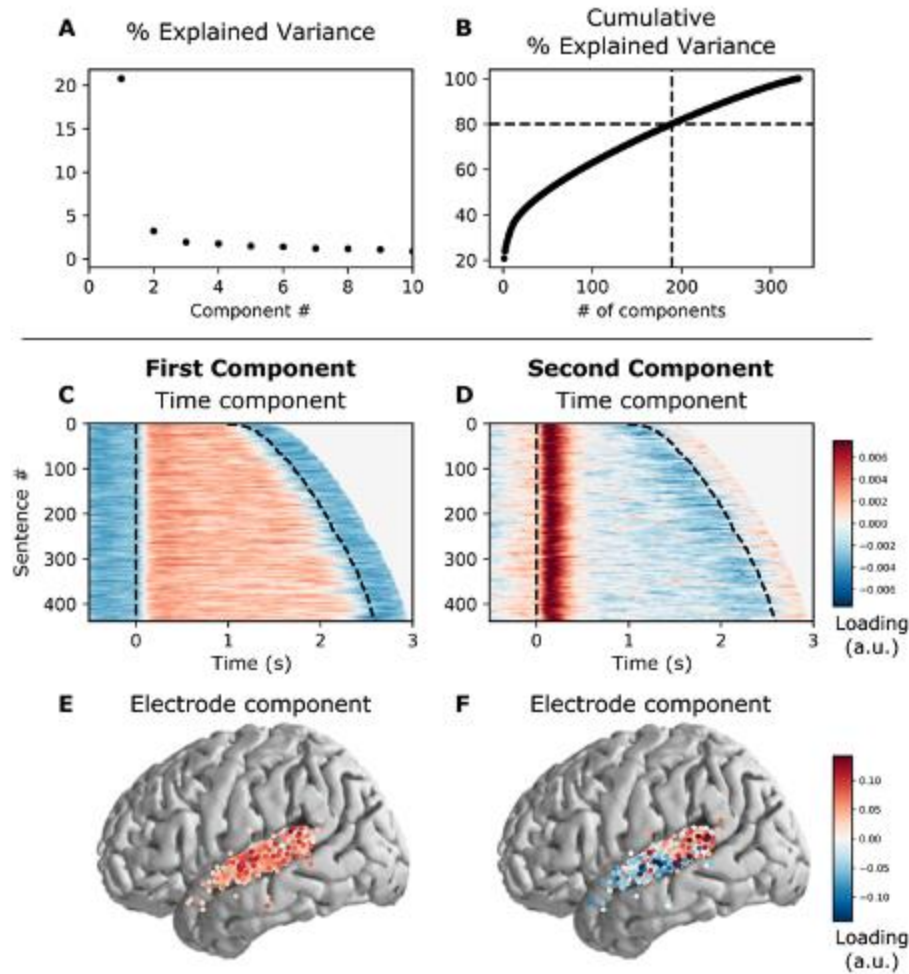 A
% Explained Variance
20
15
10
5
0
0 2 4 6 8 10
Component #
B
Cumulative
% Explained Variance
100
80
60
40
20
0 100 200 300
# of components
First Component
C
Time component
Sentence #
0
100
200
300
400
0 1 2 3
Time (s)
Second Component
D
Time component
0
100
200
300
400
0 1 2 3
Time (s)
0.006
0.004
0.002
0.000
−0.002
−0.004
−0.006
Loading
(a.u.)
E
Electrode component
F
Electrode component
0.10
0.05
0.00
−0.05
−0.10
Loading
(a.u.)